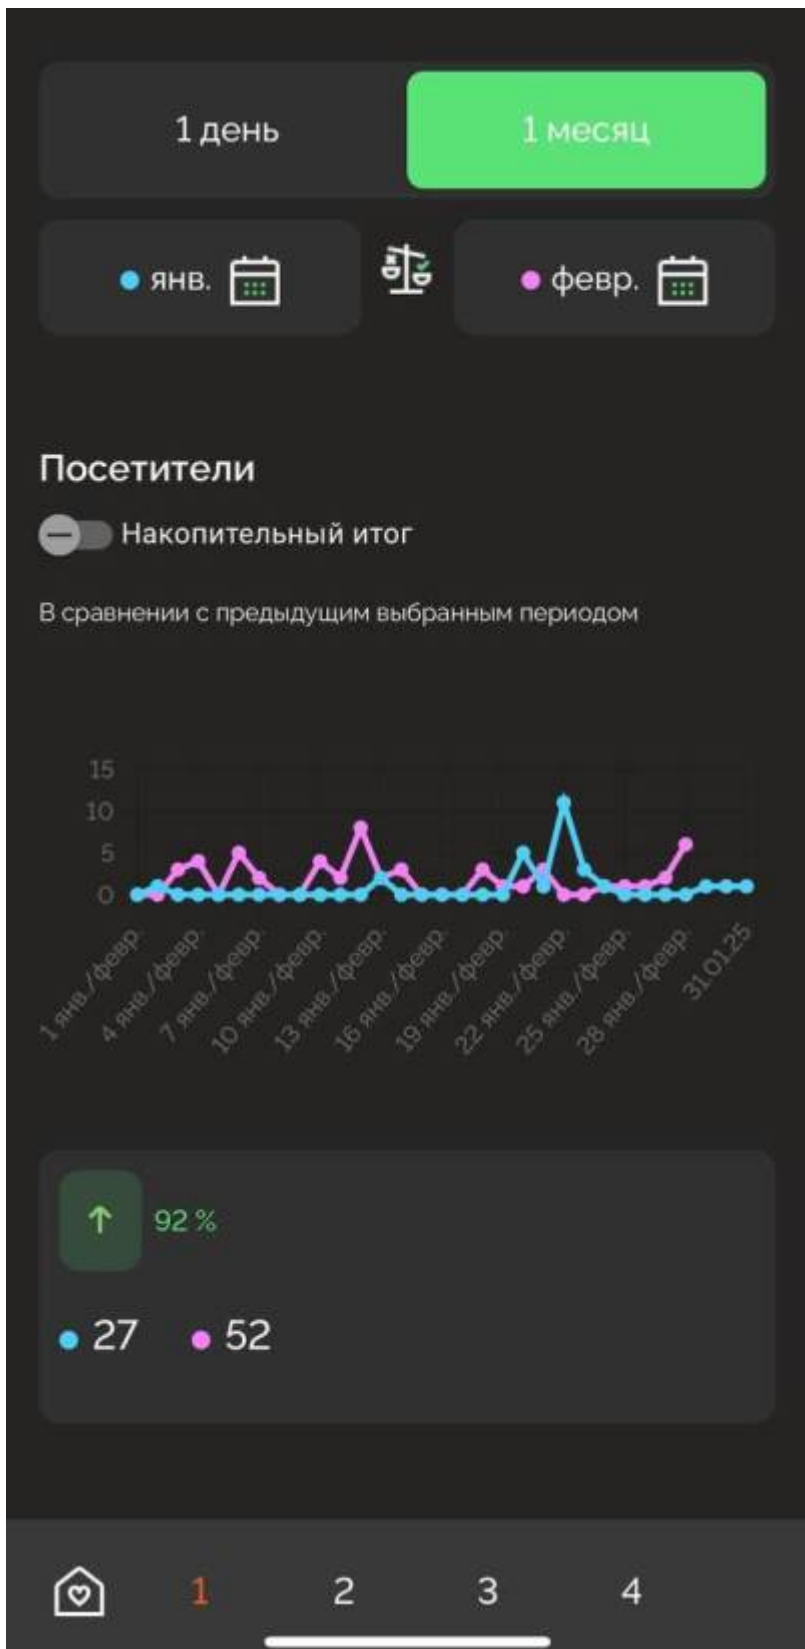 1 день
1 месяц
янв.
февр.
Посетители
Накопительный итог
В сравнении с предыдущим выбранным периодом
15
10
5
0
1 янв./февр.
4 янв./февр.
7 янв./февр.
10 янв./февр.
13 янв./февр.
16 янв./февр.
19 янв./февр.
22 янв./февр.
25 янв./февр.
28 янв./февр.
31.01.25
92 %
27
52
1
2
3
4